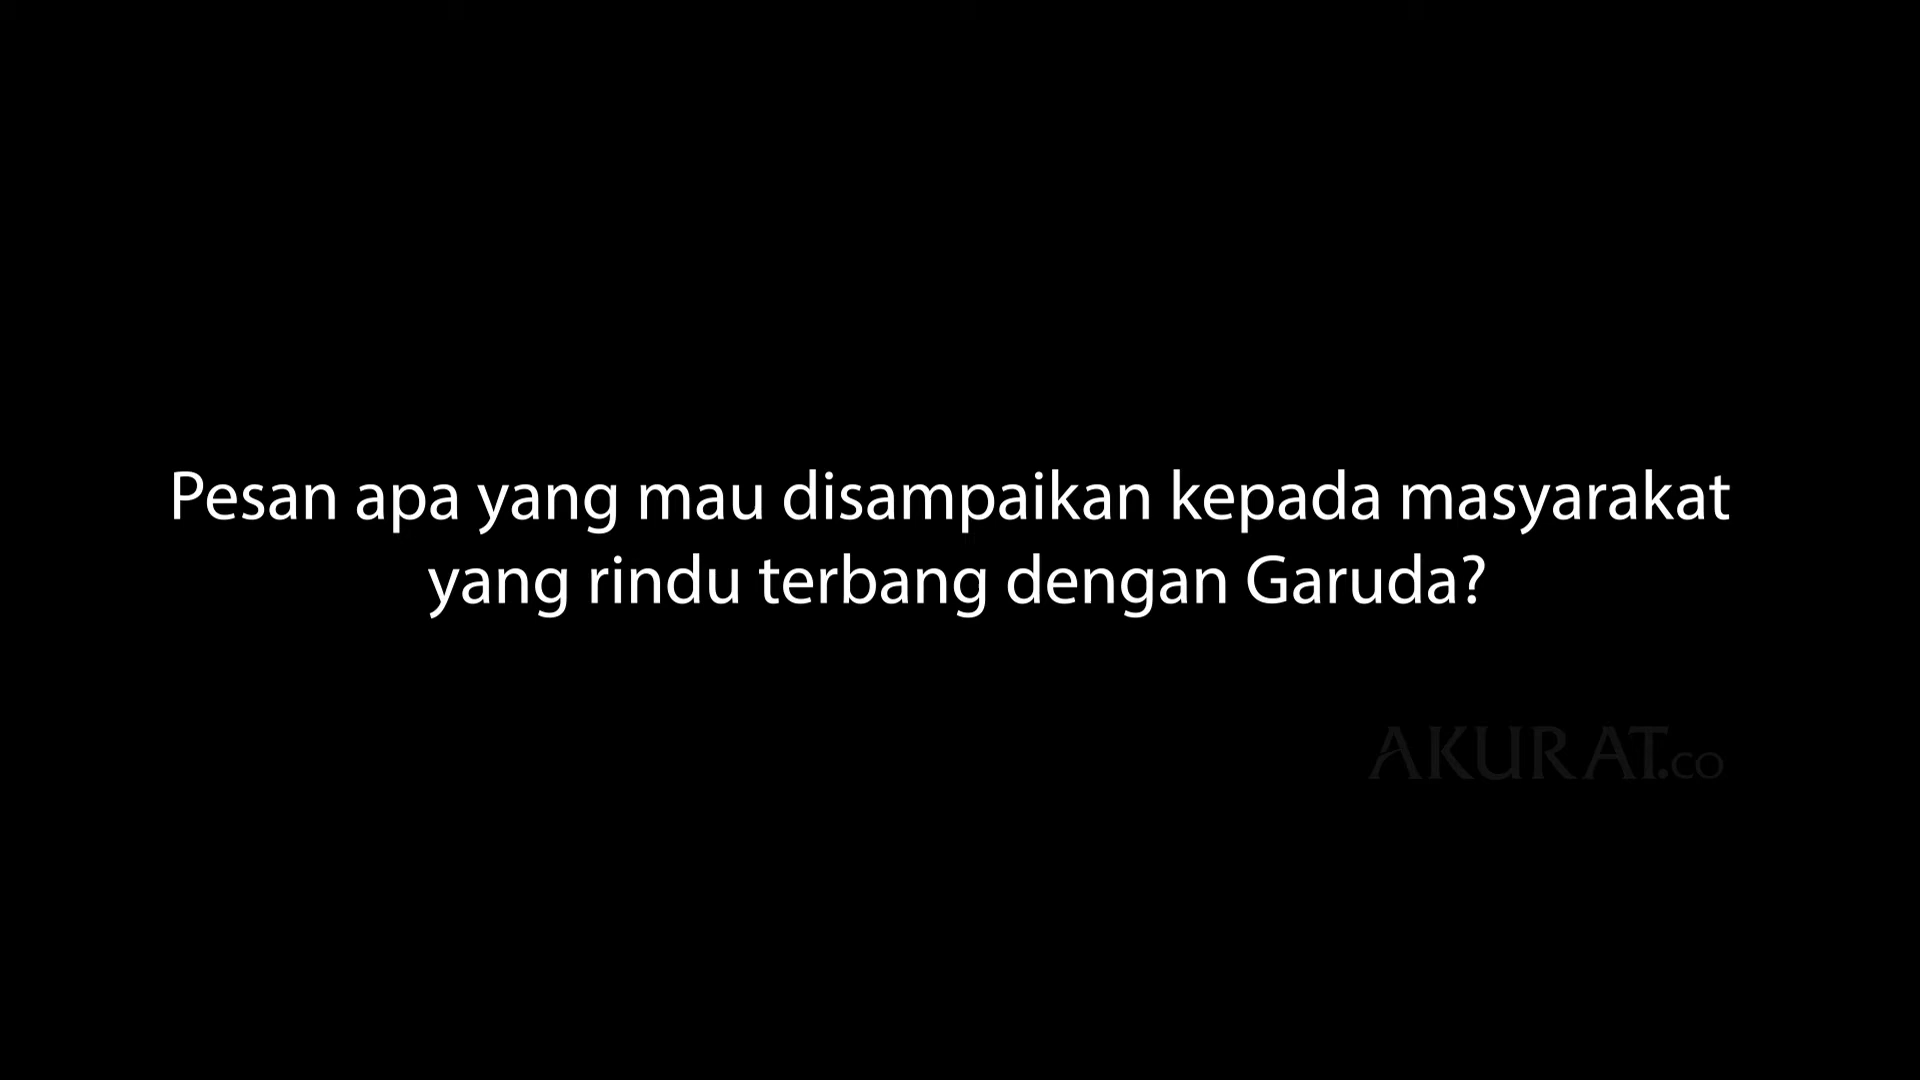 Pesan apa yang mau disampaikan kepada masyarakat
yang rindu terbang dengan Garuda?
AKURAT.co